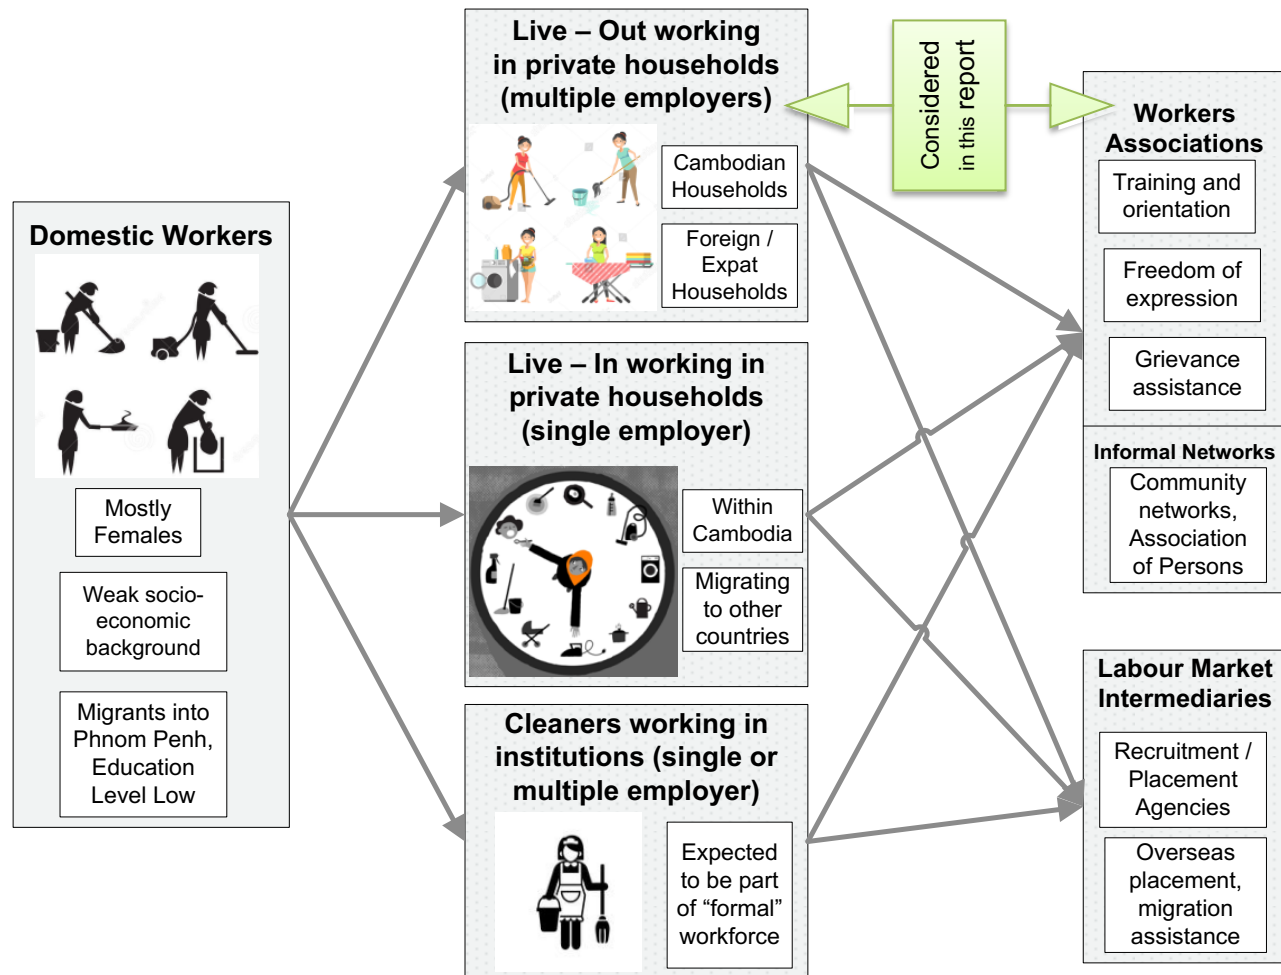 Domestic Workers
Mostly
Females
Weak socio-
economic
background
Migrants into
Phnom Penh,
Education
Level Low
Live – Out working
in private households
(multiple employers)
Cambodian
Households
Foreign /
Expat
Households
Live – In working in
private households
(single employer)
Within
Cambodia
Migrating
to other
countries
Cleaners working in
institutions (single or
multiple employer)
Expected
to be part
of “formal”
workforce
Considered
in this report
Workers
Associations
Training and
orientation
Freedom of
expression
Grievance
assistance
Informal Networks
Community
networks,
Association
of Persons
Labour Market
Intermediaries
Recruitment /
Placement
Agencies
Overseas
placement,
migration
assistance